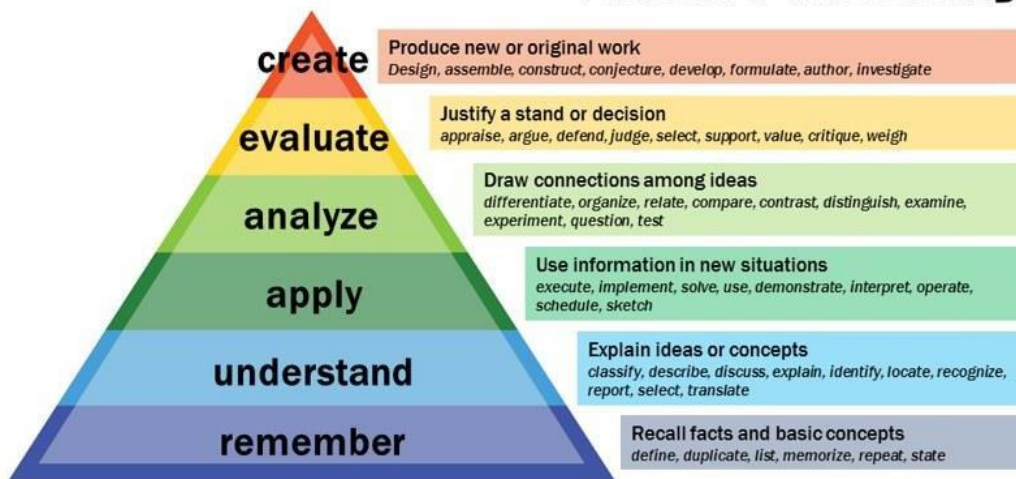 create
Produce new or original work
Design, assemble, construct, conjecture, develop, formulate, author, investigate
evaluate
Justify a stand or decision
appraise, argue, defend, judge, select, support, value, critique, weigh
analyze
Draw connections among ideas
differentiate, organize, relate, compare, contrast, distinguish, examine,
experiment, question, test
apply
Use information in new situations
execute, implement, solve, use, demonstrate, interpret, operate,
schedule, sketch
understand
Explain ideas or concepts
classify, describe, discuss, explain, identify, locate, recognize,
report, select, translate
remember
Recall facts and basic concepts
define, duplicate, list, memorize, repeat, state